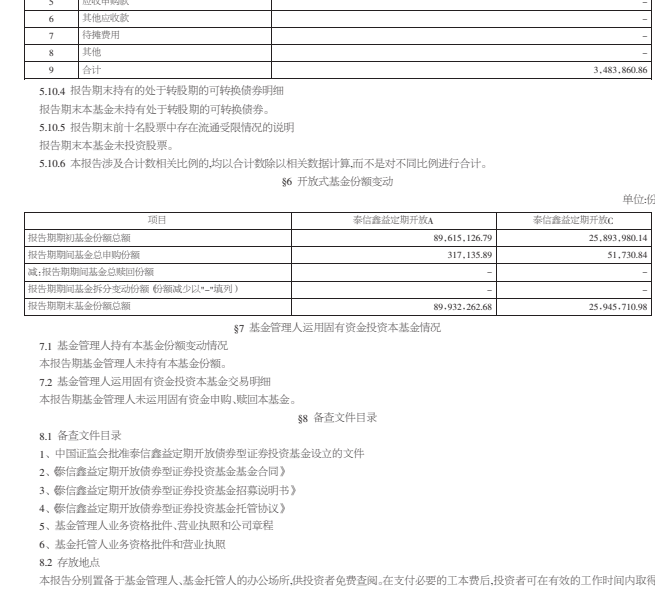 5 应收申购款 –
6 其他应收款 –
7 待摊费用 –
8 其他 –
9 合计 3,483,860.86
5.10.4 报告期末持有的处于转股期的可转换债券明细
报告期末本基金未持有处于转股期的可转换债券。
5.10.5 报告期末前十名股票中存在流通受限情况的说明
报告期末本基金未投资股票。
5.10.6 本报告涉及合计数相关比例的,均以合计数除以相关数据计算,而不是对不同比例进行合计。
§6 开放式基金份额变动
单位:份
项目 泰信鑫益定期开放A 泰信鑫益定期开放C
报告期期初基金份额总额 89,615,126.79 25,893,980.14
报告期期间基金总申购份额 317,135.89 51,730.84
减:报告期期间基金总赎回份额 – –
报告期期间基金拆分变动份额(份额减少以"-"填列) – –
报告期期末基金份额总额 89,932,262.68 25,945,710.98
§7 基金管理人运用固有资金投资本基金情况
7.1 基金管理人持有本基金份额变动情况
本报告期基金管理人未持有本基金份额。
7.2 基金管理人运用固有资金投资本基金交易明细
本报告期基金管理人未运用固有资金申购、赎回本基金。
§8 备查文件目录
8.1 备查文件目录
1、中国证监会批准泰信鑫益定期开放债券型证券投资基金设立的文件
2、《泰信鑫益定期开放债券型证券投资基金基金合同》
3、《泰信鑫益定期开放债券型证券投资基金招募说明书》
4、《泰信鑫益定期开放债券型证券投资基金托管协议》
5、基金管理人业务资格批件、营业执照和公司章程
6、基金托管人业务资格批件和营业执照
8.2 存放地点
本报告分别置备于基金管理人、基金托管人的办公场所,供投资者免费查阅。在支付必要的工本费后,投资者可在有效的工作时间内取得